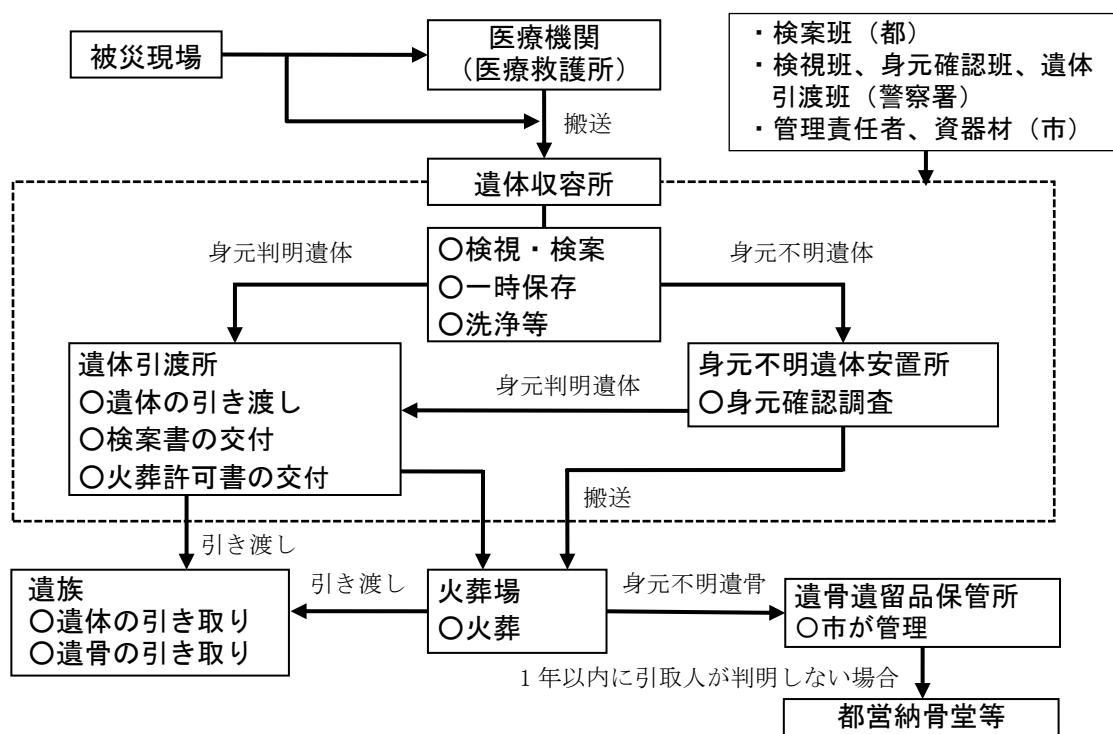 被災現場
医療機関
（医療救護所）
・検案班（都）
・検視班、身元確認班、遺体
引渡班（警察署）
・管理責任者、資器材（市）
搬送
遺体収容所
○検視・検案
○一時保存
○洗浄等
身元判明遺体
身元不明遺体
遺体引渡所
○遺体の引き渡し
○検案書の交付
○火葬許可書の交付
身元判明遺体
身元不明遺体安置所
○身元確認調査
搬送
引き渡し
遺族
○遺体の引き取り
○遺骨の引き取り
引き渡し
火葬場
○火葬
身元不明遺骨
遺骨遺留品保管所
○市が管理
１年以内に引取人が判明しない場合
都営納骨堂等